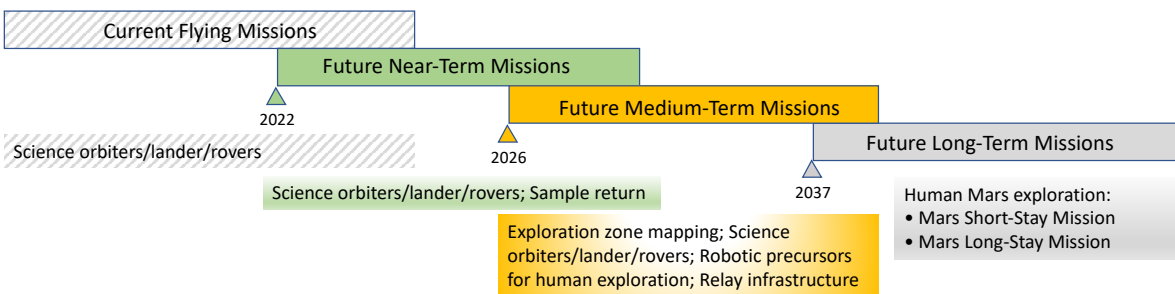 Current Flying Missions
Future Near-Term Missions
Future Medium-Term Missions
2022
Future Long-Term Missions
Science orbiters/lander/rovers
2026
Science orbiters/lander/rovers; Sample return
2037
Human Mars exploration:
• Mars Short-Stay Mission
• Mars Long-Stay Mission
Exploration zone mapping; Science
orbiters/lander/rovers; Robotic precursors
for human exploration; Relay infrastructure